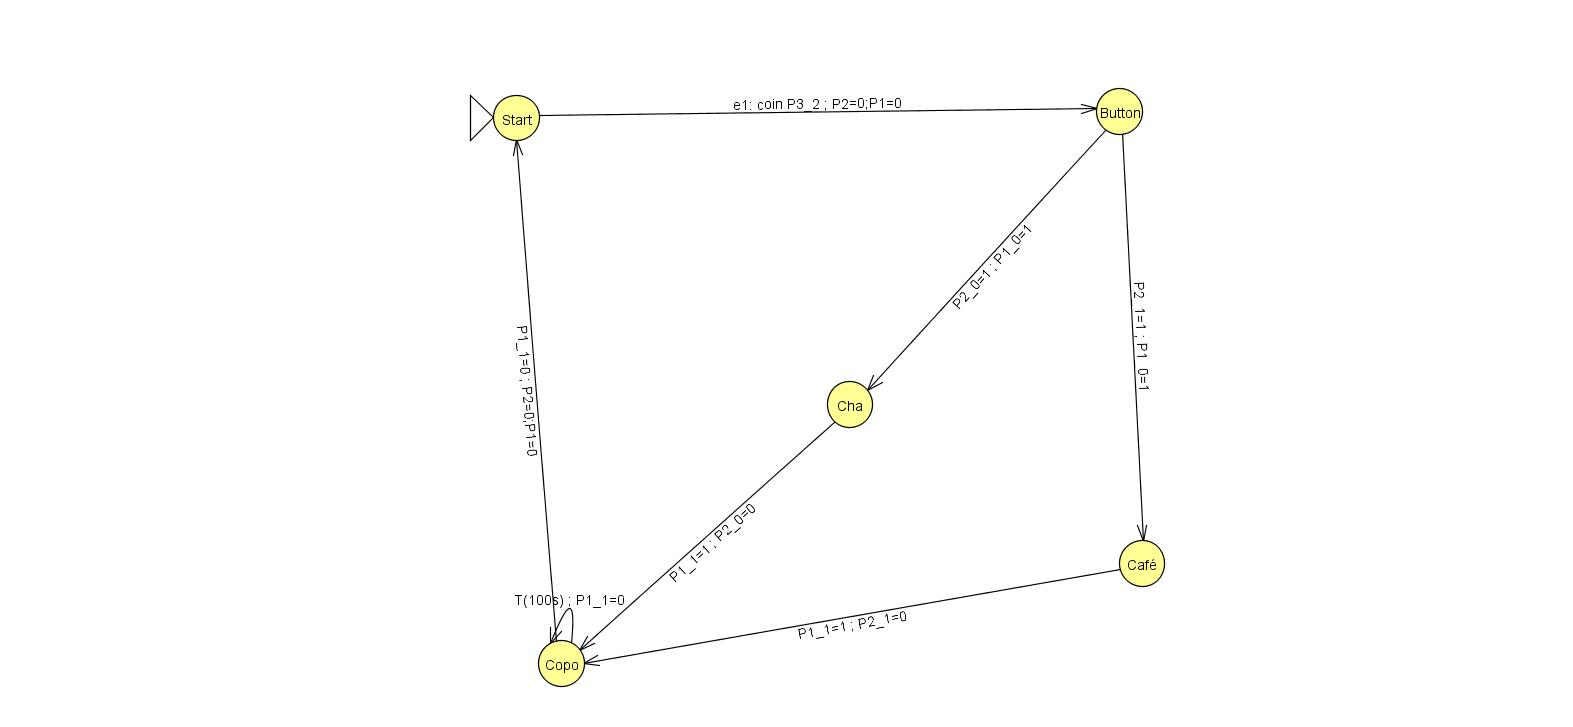 e1: coin P3_2 ; P2=0;P1=0
Start
Button
P2_0=1 ; P1_0=1
P2_1=1 ; P1_0=1
P1_1=0 ; P2=0;P1=0
Cha
P1_1=1 ; P2_0=0
Café
T(100s) ; P1_1=0
P1_1=1 ; P2_1=0
Copo